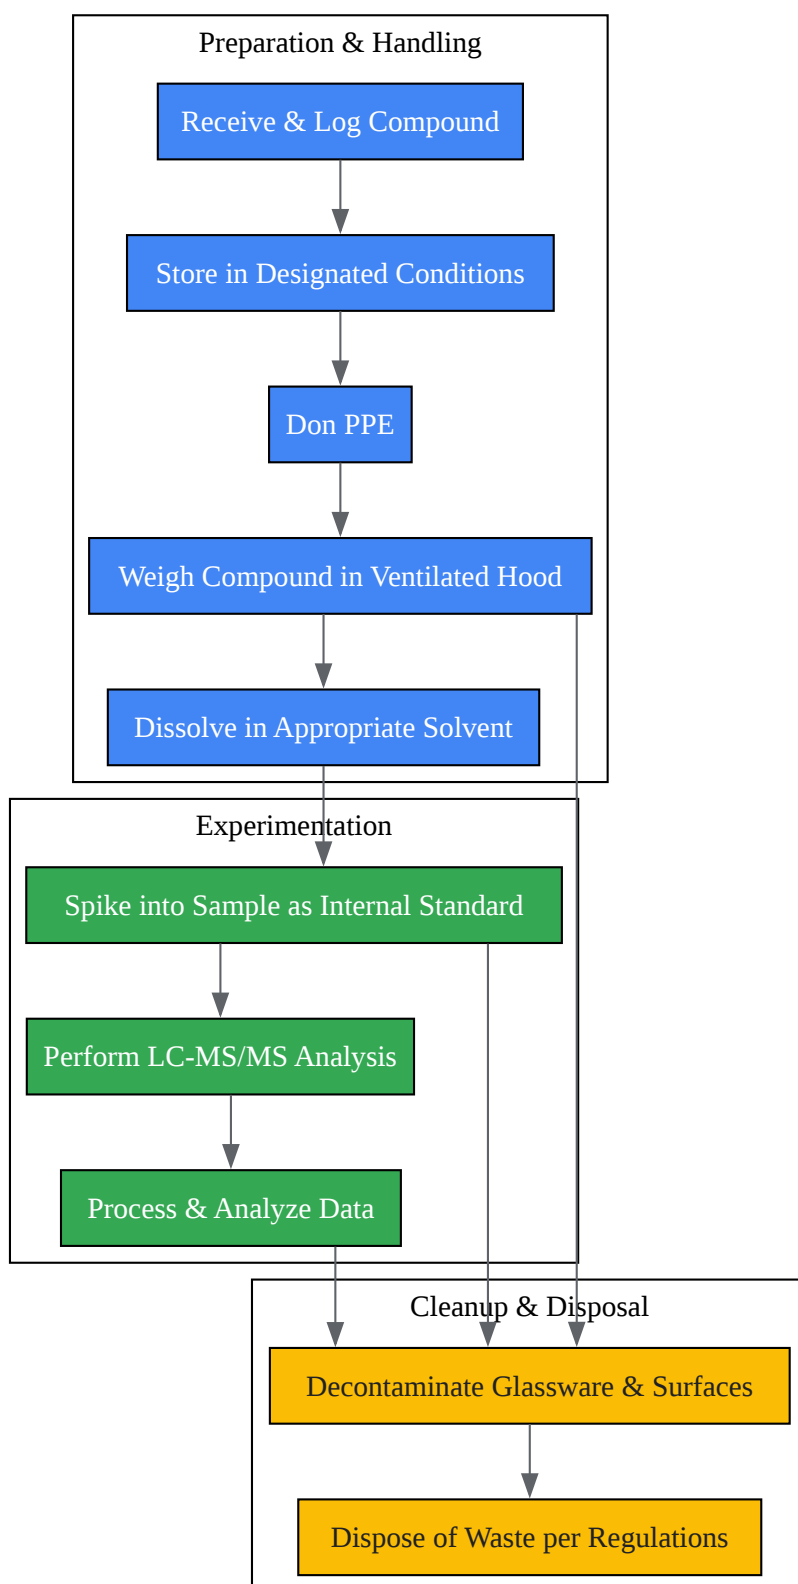 Preparation & Handling
Receive & Log Compound
Store in Designated Conditions
Don PPE
Weigh Compound in Ventilated Hood
Dissolve in Appropriate Solvent
Experimentation
Spike into Sample as Internal Standard
Perform LC-MS/MS Analysis
Process & Analyze Data
Cleanup & Disposal
Decontaminate Glassware & Surfaces
Dispose of Waste per Regulations